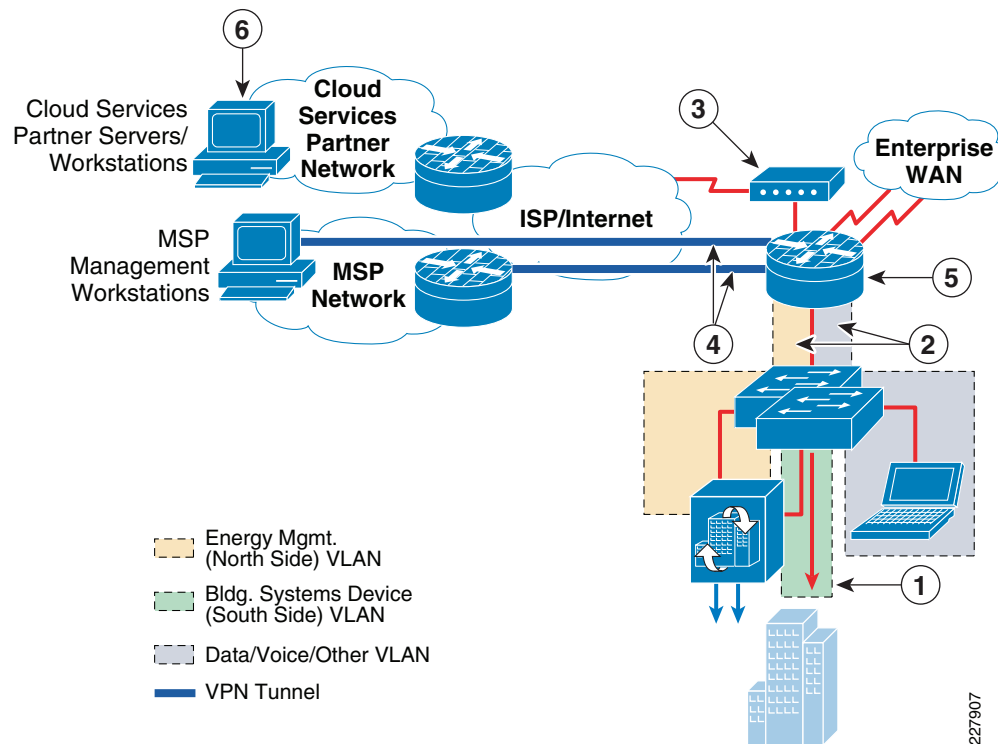 6
Cloud Services
Partner Servers/
Workstations
Cloud
Services
Partner
Network
3
Enterprise
WAN
ISP/Internet
MSP
Management
Workstations
MSP
Network
5
4
2
1
Energy Mgmt.
(North Side) VLAN
Bldg. Systems Device
(South Side) VLAN
Data/Voice/Other VLAN
VPN Tunnel
227907